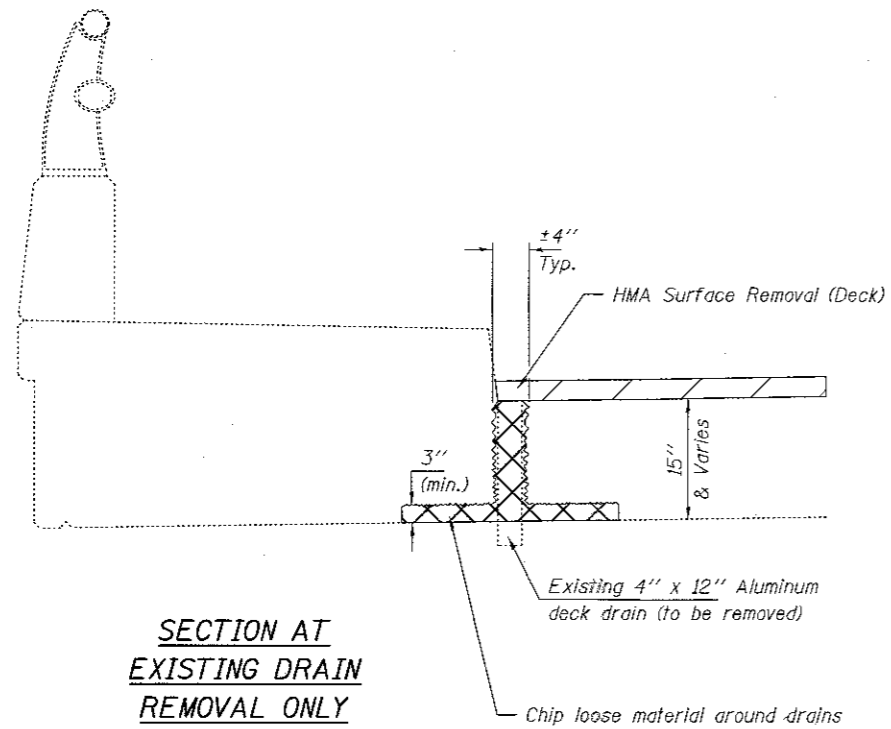 ±4"
Typ.
HMA Surface Removal (Deck)
3"
(min.)
15"
& Varies
Existing 4" x 12" Aluminum
deck drain (to be removed)
SECTION AT
EXISTING DRAIN
REMOVAL ONLY
Chip loose material around drains